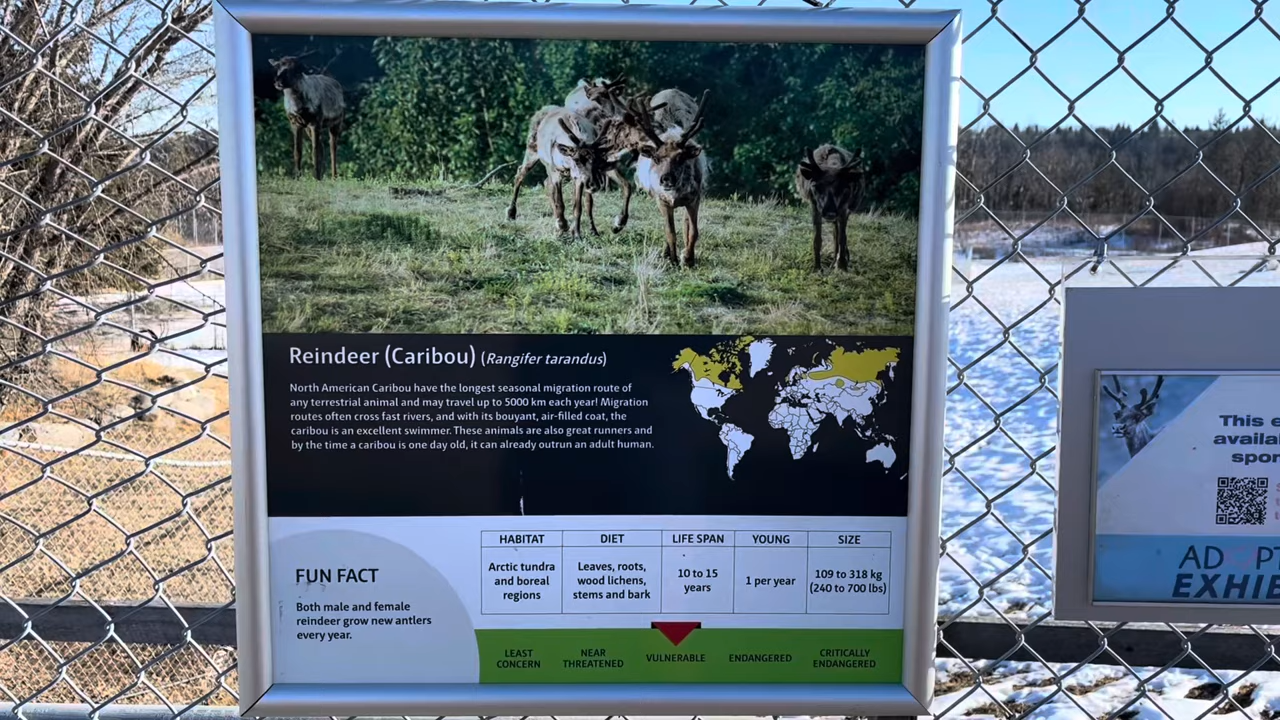 Reindeer (Caribou) (Rangifer tarandus)
North American Caribou have the longest seasonal migration route of
any terrestrial animal and may travel up to 5000 km each year! Migration
routes often cross fast rivers, and with its bouyant, air-filled coat, the
caribou is an excellent swimmer. These animals are also great runners and
by the time a caribou is one day old, it can already outrun an adult human.
FUN FACT
Both male and female
reindeer grow new antlers
every year.
HABITAT
Arctic tundra
and boreal
regions
DIET
Leaves, roots,
wood lichens,
stems and bark
LIFE SPAN
10 to 15
years
YOUNG
1 per year
SIZE
109 to 318 kg
(240 to 700 lbs)
LEAST
CONCERN
NEAR
THREATENED
VULNERABLE
ENDANGERED
CRITICALLY
ENDANGERED
This e
availa
spor
ADOPT
EXHIB